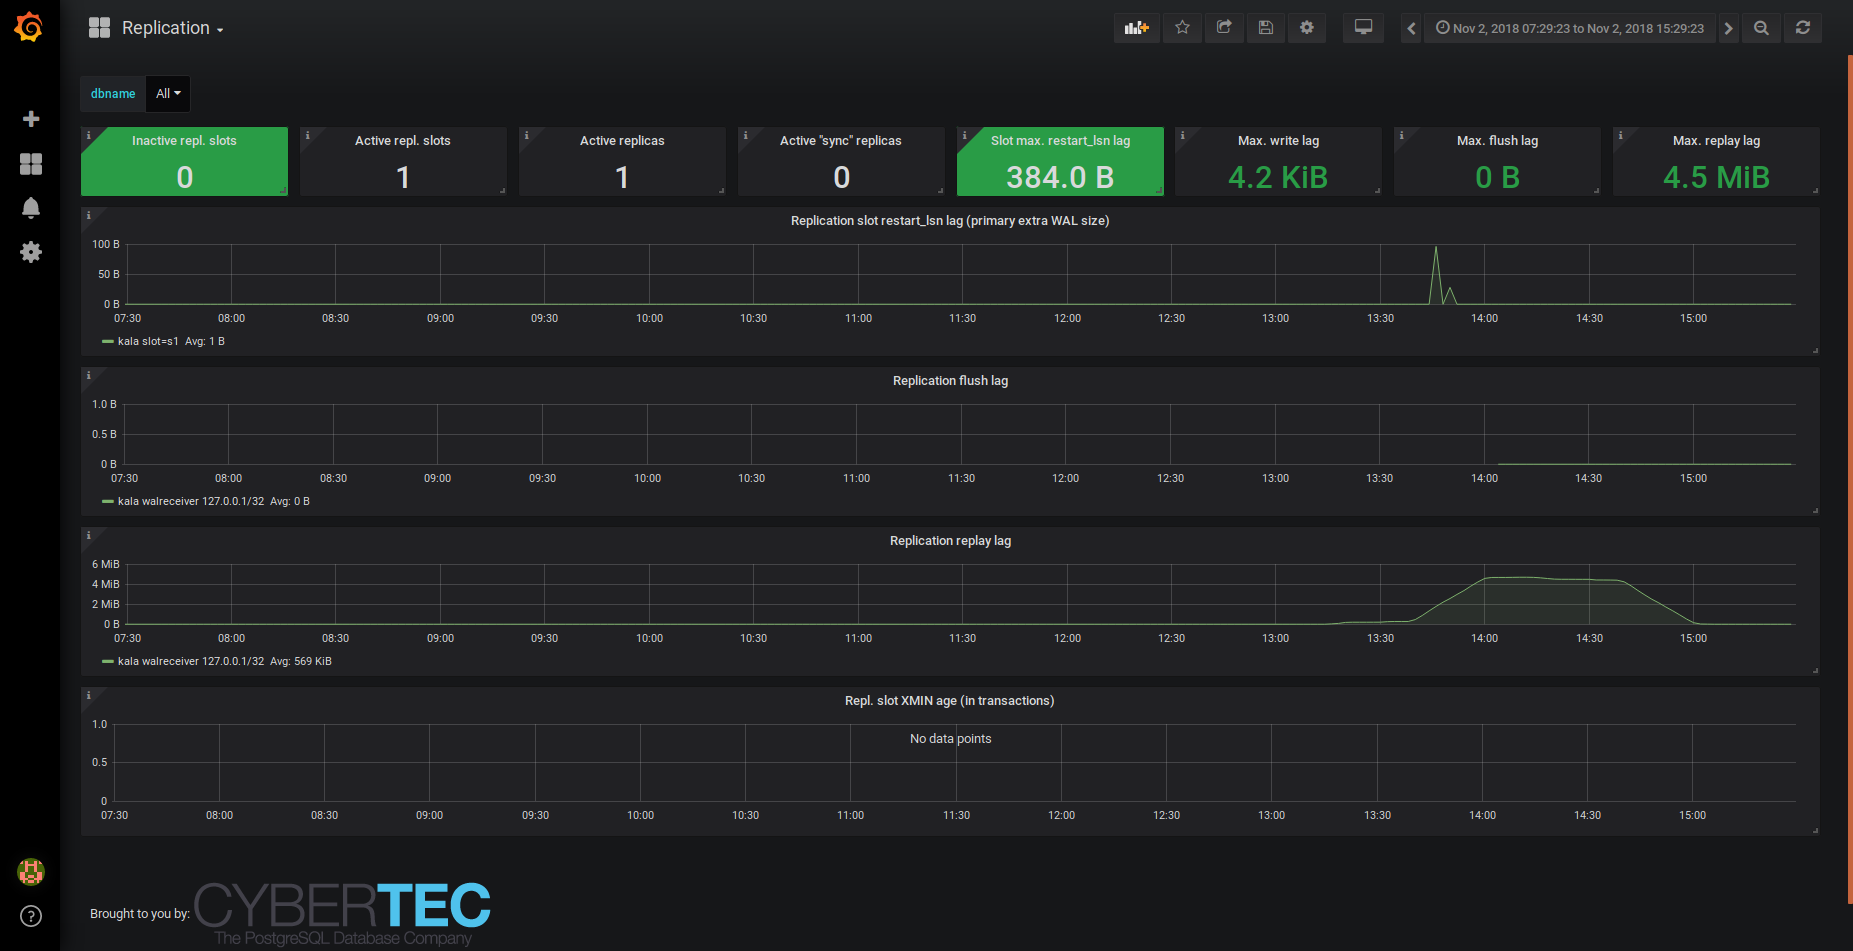 Replication
Nov 2, 2018 07:29:23 to Nov 2, 2018 15:29:23
dbname All
Inactive repl. slots
0
Active repl. slots
1
Active replicas
1
Active "sync" replicas
0
Slot max. restart_lsn lag
384.0 B
Max. write lag
4.2 KiB
Max. flush lag
0 B
Max. replay lag
4.5 MiB
Replication slot restart_lsn lag (primary extra WAL size)
100 B
50 B
0 B
07:30 08:00 08:30 09:00 09:30 10:00 10:30 11:00 11:30 12:00 12:30 13:00 13:30 14:00 14:30 15:00
kala slot=s1 Avg: 1 B
Replication flush lag
1.0 B
0.5 B
0 B
07:30 08:00 08:30 09:00 09:30 10:00 10:30 11:00 11:30 12:00 12:30 13:00 13:30 14:00 14:30 15:00
kala walreceiver 127.0.0.1/32 Avg: 0 B
Replication replay lag
6 MiB
4 MiB
2 MiB
0 B
07:30 08:00 08:30 09:00 09:30 10:00 10:30 11:00 11:30 12:00 12:30 13:00 13:30 14:00 14:30 15:00
kala walreceiver 127.0.0.1/32 Avg: 569 KiB
Repl. slot XMIN age (in transactions)
1.0
No data points
0.5
0
07:30 08:00 08:30 09:00 09:30 10:00 10:30 11:00 11:30 12:00 12:30 13:00 13:30 14:00 14:30 15:00
Brought to you by: CYBERTEC
The PostgreSQL Database Company